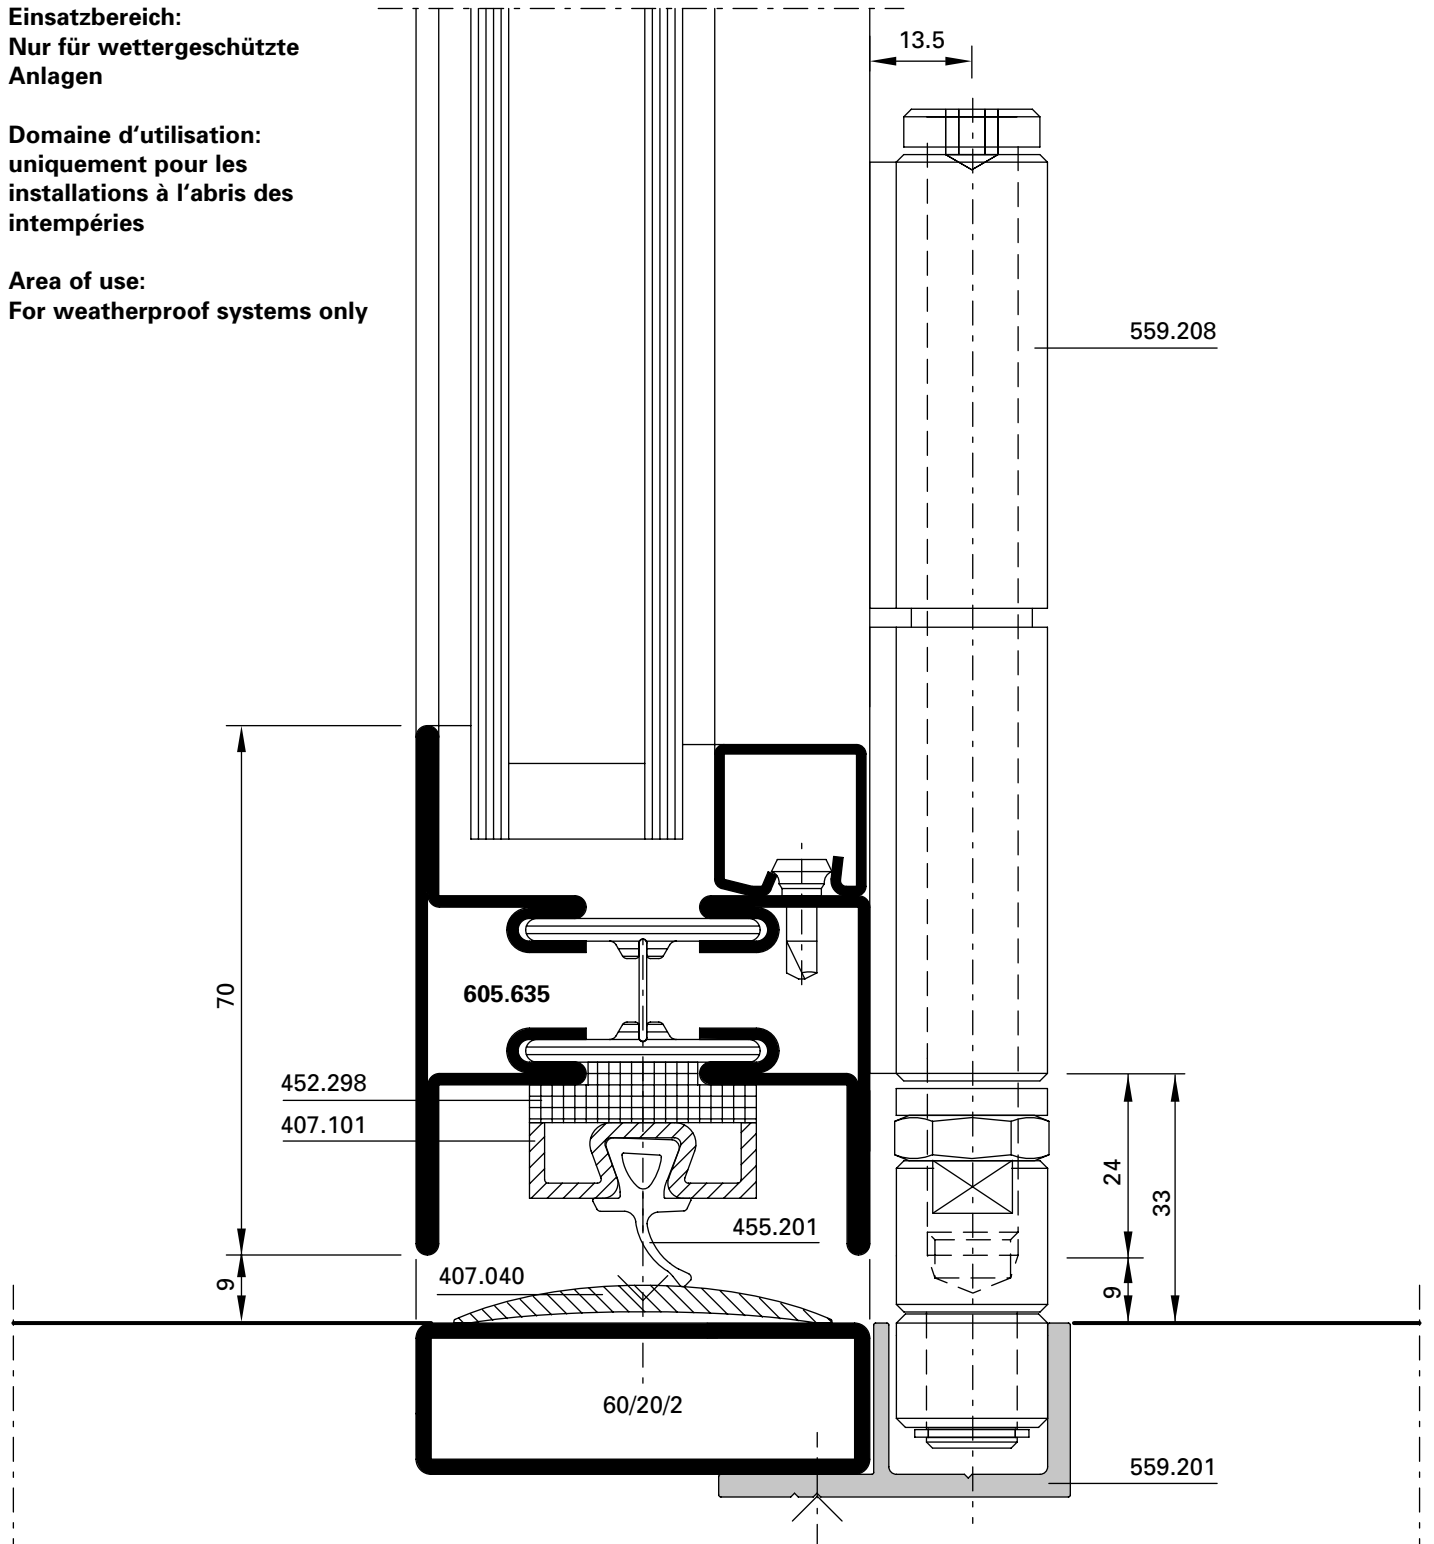 Einsatzbereich:
Nur für wettergeschützte
Anlagen
Domaine d‘utilisation:
uniquement pour les
installations à l‘abris des
intempéries
Area of use:
For weatherproof systems only
13.5
559.208
70
605.635
452.298
407.101
24
33
455.201
407.040
9
9
60/20/2
559.201